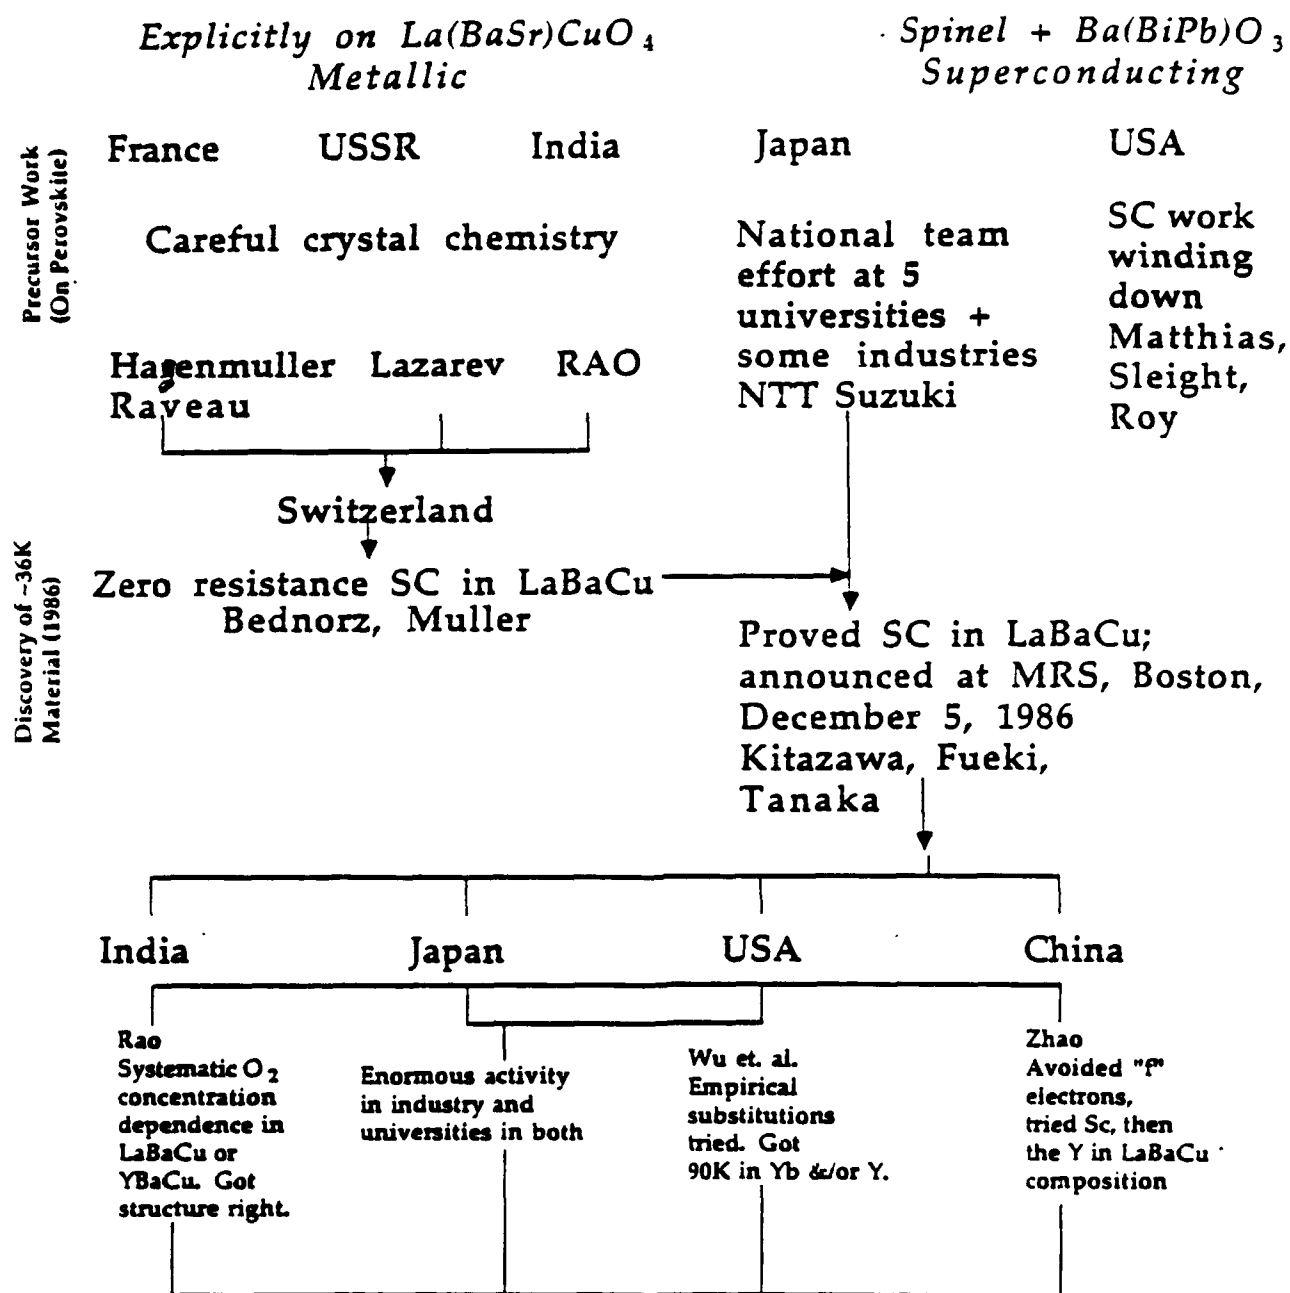 Explicitly on La(BaSr)CuO4
Metallic
Spinel + Ba(BiPb)O3
Superconducting
Precursor Work
(On Perovskite)
France USSR India Japan USA
Careful crystal chemistry
Hagenmuller Lazarev RAO
Raveau
National team
effort at 5
universities +
some industries
NTT Suzuki
SC work
winding
down
Matthias,
Sleight,
Roy
Discovery of ~36K
Material (1986)
Switzerland
Zero resistance SC in LaBaCu
Bednorz, Muller
Proved SC in LaBaCu;
announced at MRS, Boston,
December 5, 1986
Kitazawa, Fueki,
Tanaka
India Japan USA China
Rao
Systematic O2
concentration
dependence in
LaBaCu or
YBaCu. Got
structure right.
Enormous activity
in industry and
universities in both
Wu et. al.
Empirical
substitutions
tried. Got
90K in Yb &/or Y.
Zhao
Avoided "f"
electrons,
tried Sc, then
the Y in LaBaCu
composition